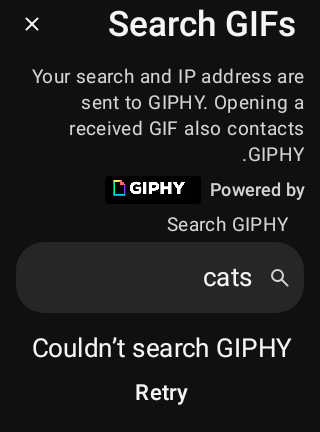 Search GIFs
Your search and IP address are
sent to GIPHY. Opening a
received GIF also contacts
.GIPHY
Powered by GIPHY
Search GIPHY
cats
Couldn’t search GIPHY
Retry